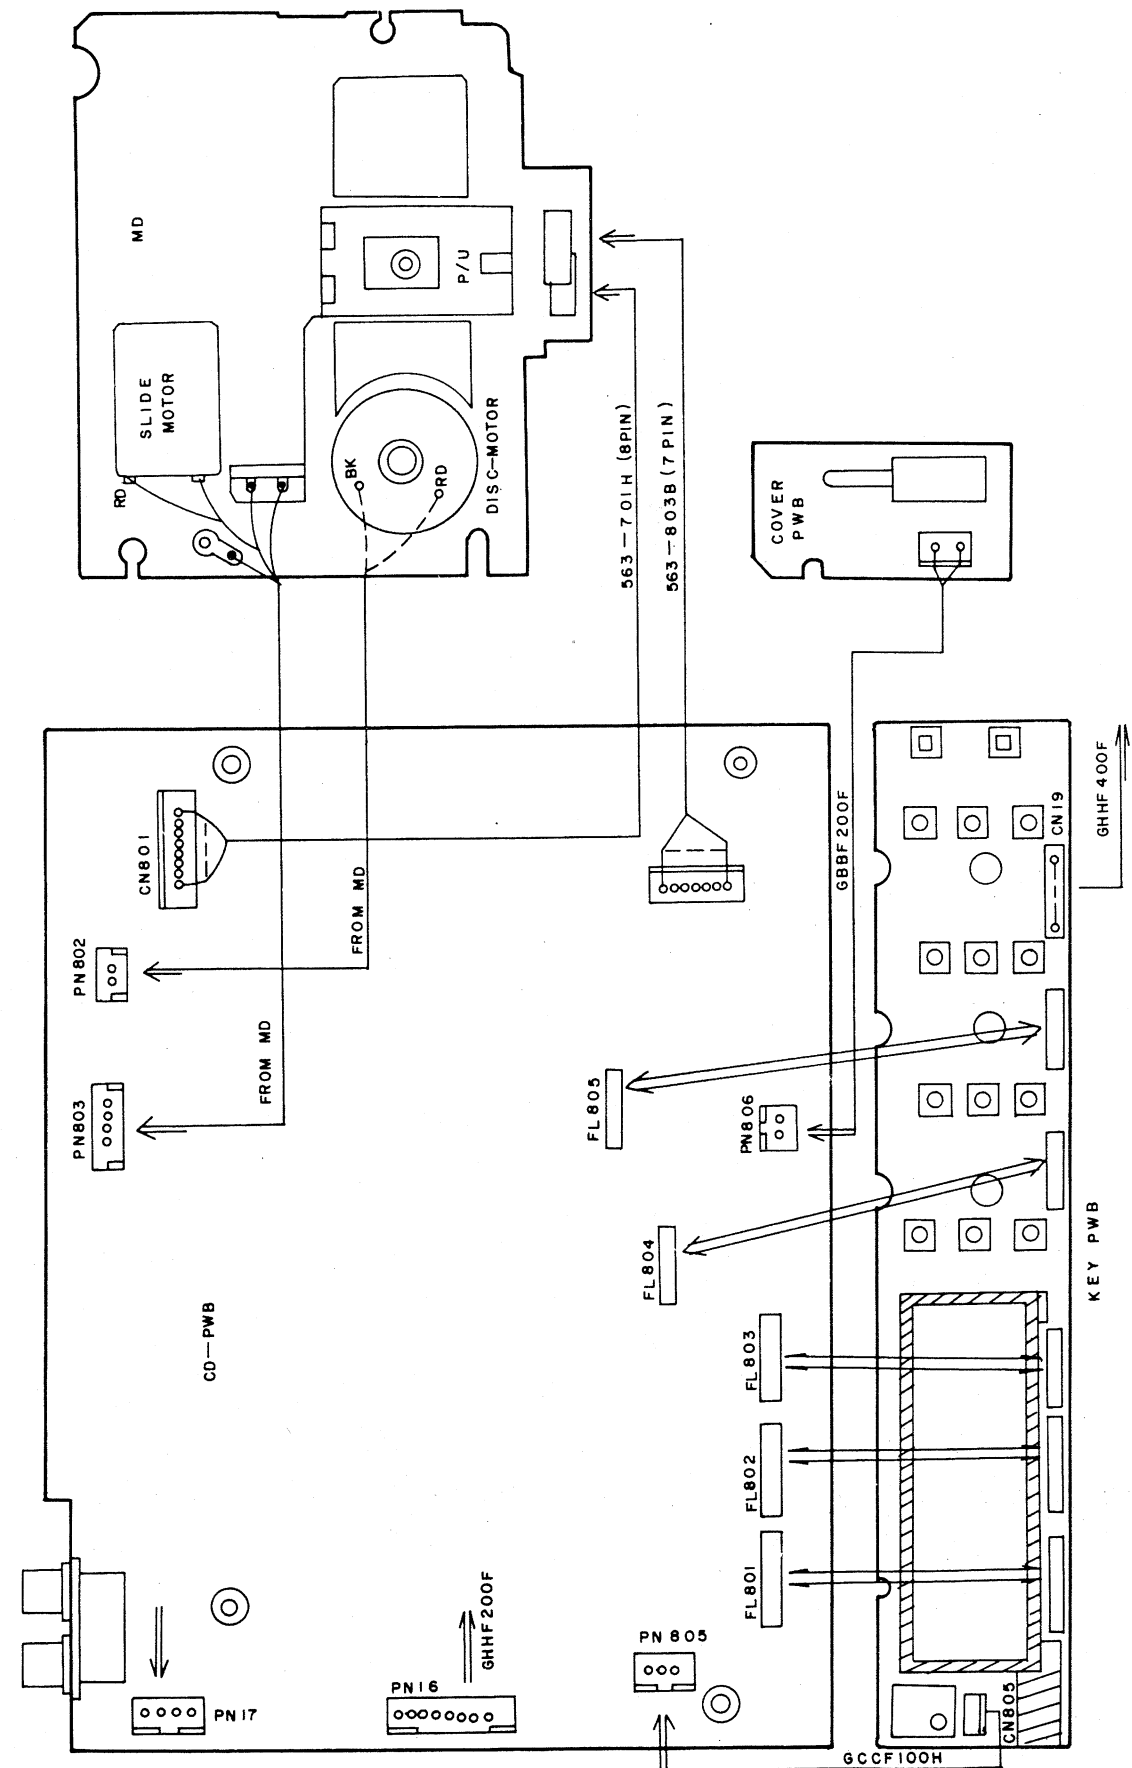 MD
P/U
SLIDE
MOTOR
RD
BK
RD
DISC-MOTOR
563-701H (8PIN)
563-803B (7PIN)
COVER
PWB
CN801
FROM MD
PN802
FROM MD
PN803
GBBF200F
CN19
GHHF400F
FL805
PN806
FL804
KEY PWB
CD-PWB
FL803
FL802
FL801
GHHF200F
PN805
PN16
PN17
CN805
GCCF100H